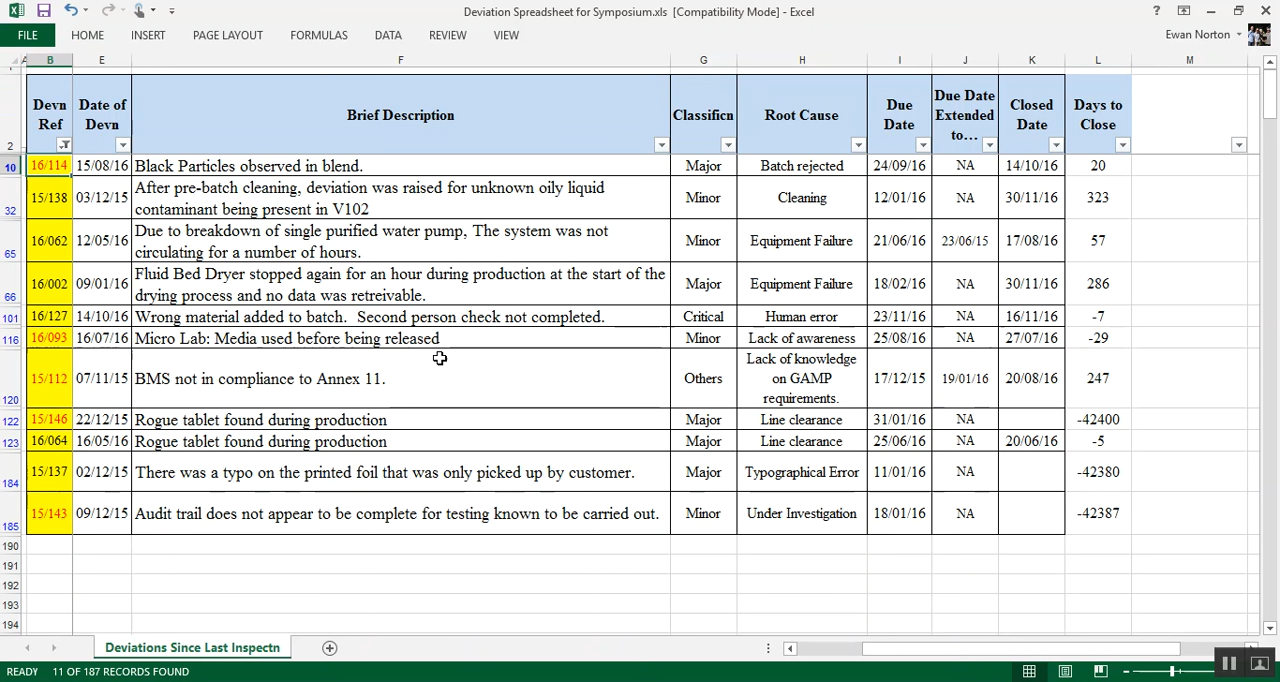 Deviation Spreadsheet for Symposium.xls [Compatibility Mode] - Excel
FILE HOME INSERT PAGE LAYOUT FORMULAS DATA REVIEW VIEW Ewan Norton
B E F G H I J K L M
2 Devn Ref Date of Devn Brief Description Classificn Root Cause Due Date Due Date Extended to... Closed Date Days to Close
10 16/114 15/08/16 Black Particles observed in blend. Major Batch rejected 24/09/16 NA 14/10/16 20
After pre-batch cleaning, deviation was raised for unknown oily liquid
32 15/138 03/12/15 contaminant being present in V102 Minor Cleaning 12/01/16 NA 30/11/16 323
Due to breakdown of single purified water pump, The system was not
65 16/062 12/05/16 circulating for a number of hours. Minor Equipment Failure 21/06/16 23/06/15 17/08/16 57
Fluid Bed Dryer stopped again for an hour during production at the start of the
66 16/002 09/01/16 drying process and no data was retreivable. Major Equipment Failure 18/02/16 NA 30/11/16 286
101 16/127 14/10/16 Wrong material added to batch. Second person check not completed. Critical Human error 23/11/16 NA 16/11/16 -7
116 16/093 16/07/16 Micro Lab: Media used before being released Minor Lack of awareness 25/08/16 NA 27/07/16 -29
120 15/112 07/11/15 BMS not in compliance to Annex 11. Others Lack of knowledge on GAMP requirements. 17/12/15 19/01/16 20/08/16 247
122 15/146 22/12/15 Rogue tablet found during production Major Line clearance 31/01/16 NA -42400
123 16/064 16/05/16 Rogue tablet found during production Major Line clearance 25/06/16 NA 20/06/16 -5
184 15/137 02/12/15 There was a typo on the printed foil that was only picked up by customer. Major Typographical Error 11/01/16 NA -42380
185 15/143 09/12/15 Audit trail does not appear to be complete for testing known to be carried out. Minor Under Investigation 18/01/16 NA -42387
190
191
192
193
194
Deviations Since Last Inspectn
READY 11 OF 187 RECORDS FOUND